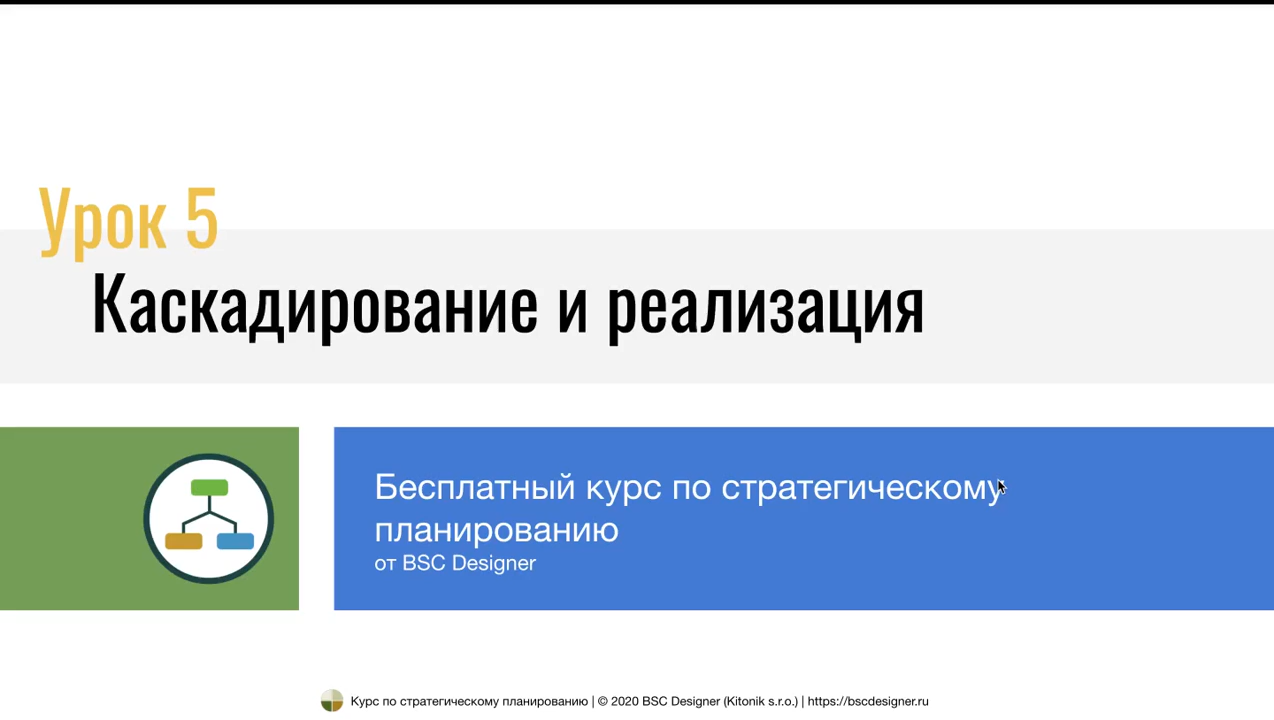 Урок 5
Каскадирование и реализация
Бесплатный курс по стратегическому
планированию
от BSC Designer
Курс по стратегическому планированию | © 2020 BSC Designer (Kitonik s.r.o.) | https://bscdesigner.ru